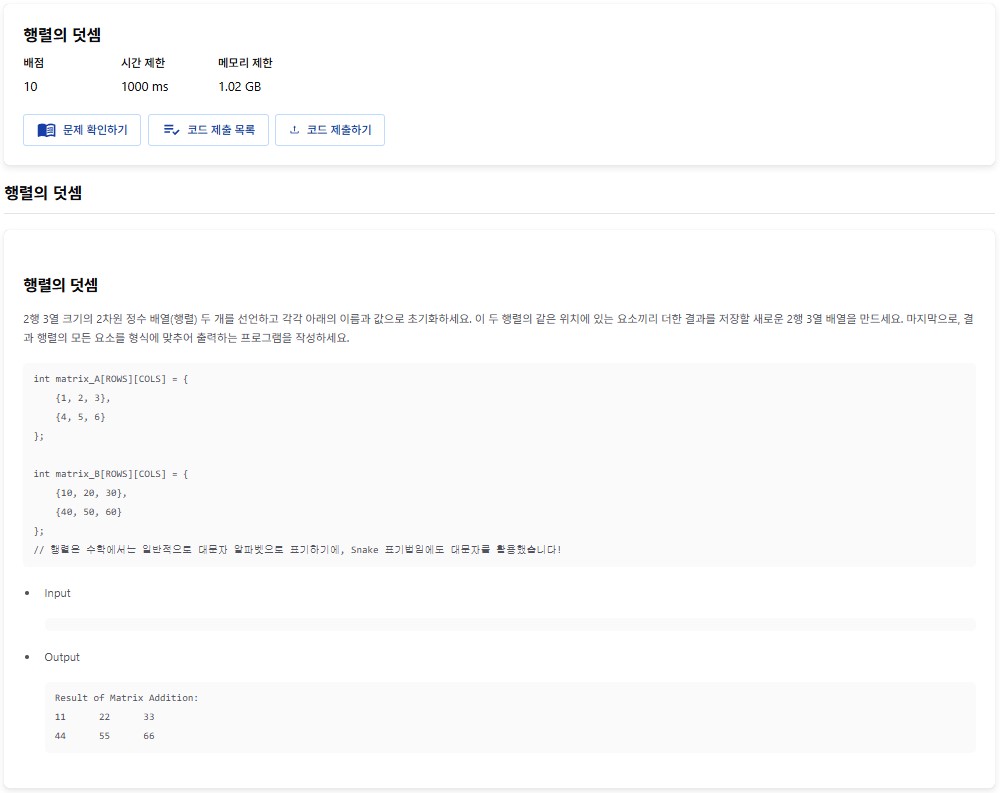 행렬의 덧셈
배점 시간 제한 메모리 제한
10 1000 ms 1.02 GB
문제 확인하기 코드 제출 목록 코드 제출하기
행렬의 덧셈
행렬의 덧셈
2행 3열 크기의 2차원 정수 배열(행렬) 두 개를 선언하고 각각 아래의 이름과 값으로 초기화하세요. 이 두 행렬의 같은 위치에 있는 요소끼리 더한 결과를 저장할 새로운 2행 3열 배열을 만드세요. 마지막으로, 결
과 행렬의 모든 요소를 형식에 맞추어 출력하는 프로그램을 작성하세요.
int matrix_A[ROWS][COLS] = {
    {1, 2, 3},
    {4, 5, 6}
};
int matrix_B[ROWS][COLS] = {
    {10, 20, 30},
    {40, 50, 60}
};
// 행렬은 수학에서는 일반적으로 대문자 알파벳으로 표기하기에, Snake 표기법임에도 대문자를 활용했습니다!
Input
Output
Result of Matrix Addition:
11      22      33
44      55      66